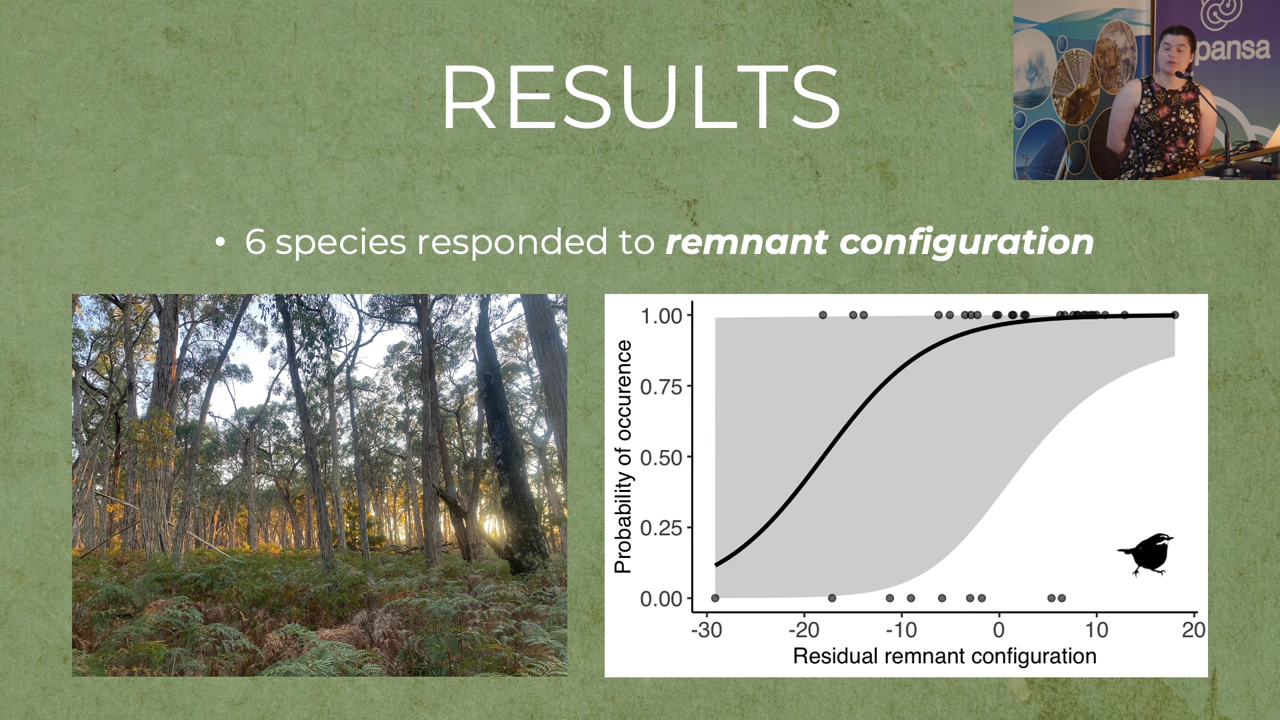 RESULTS
pansa
• 6 species responded to remnant configuration
Probability of occurence
1.00
0.75
0.50
0.25
0.00
-30 -20 -10 0 10 20
Residual remnant configuration